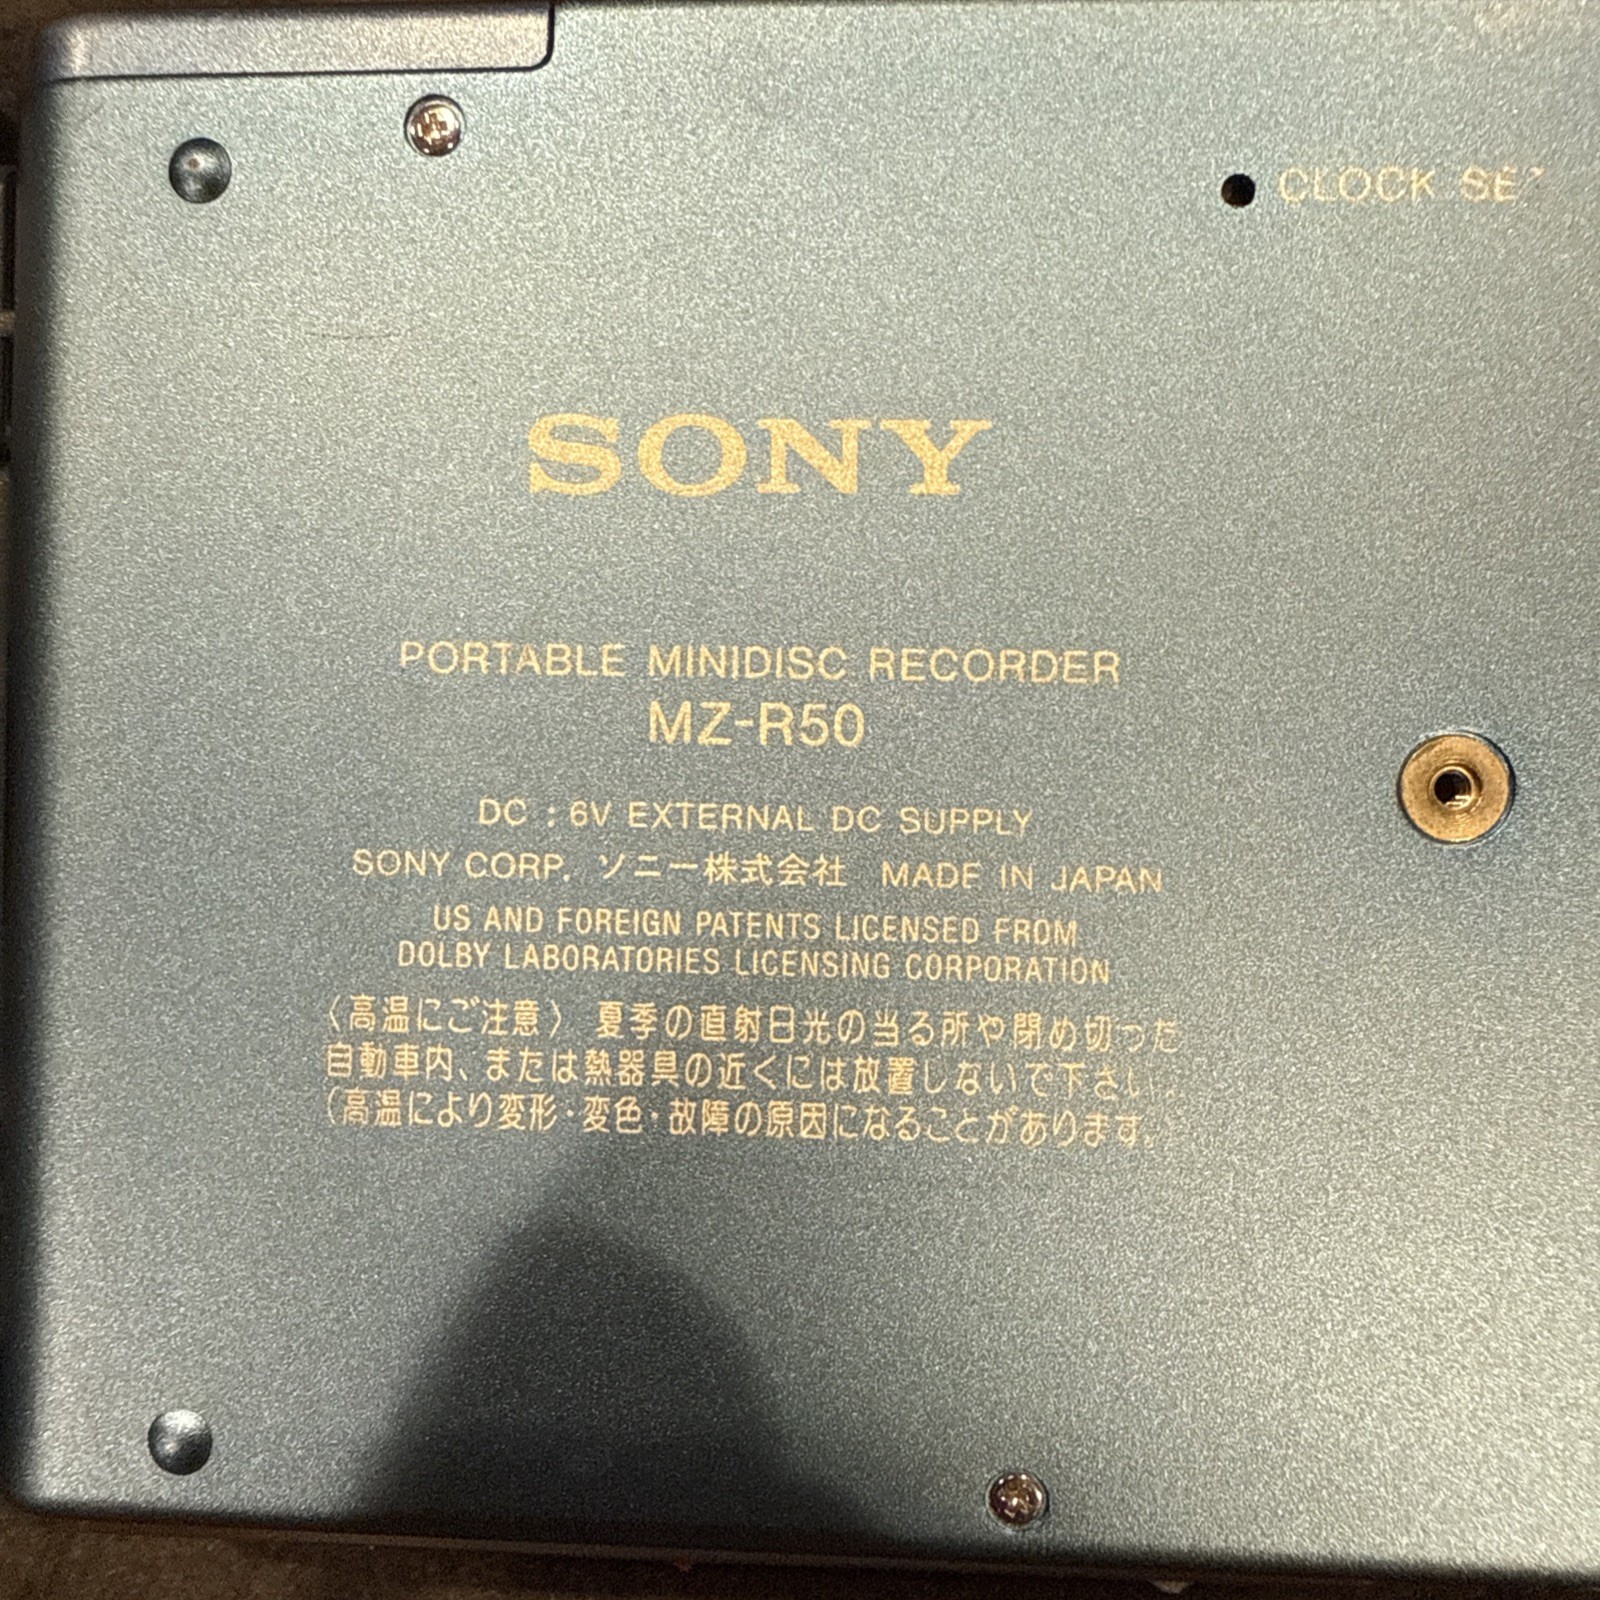 CLOCK SET
SONY
PORTABLE MINIDISC RECORDER
MZ-R50
DC : 6V EXTERNAL DC SUPPLY
SONY CORP. ソニー株式会社 MADE IN JAPAN
US AND FOREIGN PATENTS LICENSED FROM
DOLBY LABORATORIES LICENSING CORPORATION
〈高温にご注意〉 夏季の直射日光の当る所や閉め切った
自動車内、または熱器具の近くには放置しないで下さい。
(高温により変形・変色・故障の原因になることがあります。